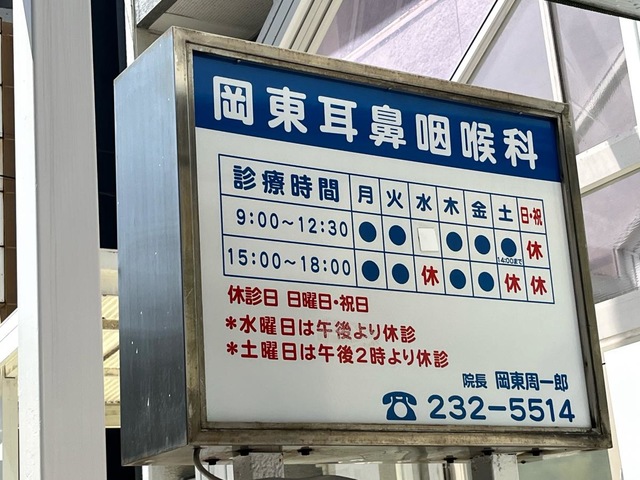 岡東耳鼻咽喉科
診療時間 月 火 水 木 金 土 日・祝
9:00〜12:30 ● ● ● ● ● 休
14:00まで
15:00〜18:00 ● ● 休 ● ● 休 休
休診日 日曜日・祝日
*水曜日は午後より休診
*土曜日は午後2時より休診
院長 岡東周一郎
☎ 232-5514